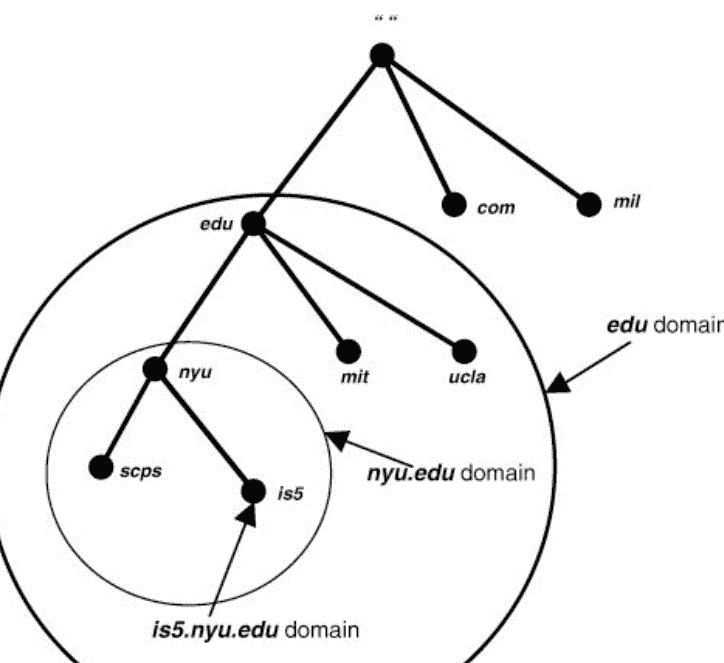 “ “
com
mil
edu
edu domain
nyu
mit
ucla
scps
nyu.edu domain
is5
is5.nyu.edu domain